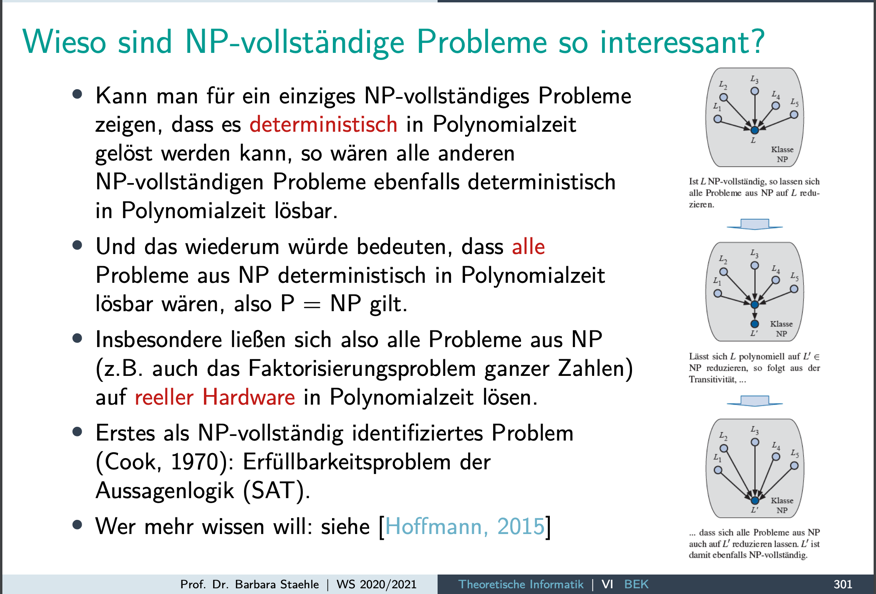 Wieso sind NP-vollständige Probleme so interessant?
• Kann man für ein einziges NP-vollständiges Probleme
zeigen, dass es deterministisch in Polynomialzeit
gelöst werden kann, so wären alle anderen
NP-vollständigen Probleme ebenfalls deterministisch
in Polynomialzeit lösbar.
• Und das wiederum würde bedeuten, dass alle
Probleme aus NP deterministisch in Polynomialzeit
lösbar wären, also P = NP gilt.
• Insbesondere ließen sich also alle Probleme aus NP
(z.B. auch das Faktorisierungsproblem ganzer Zahlen)
auf reeller Hardware in Polynomialzeit lösen.
• Erstes als NP-vollständig identifiziertes Problem
(Cook, 1970): Erfüllbarkeitsproblem der
Aussagenlogik (SAT).
• Wer mehr wissen will: siehe [Hoffmann, 2015]
L1 L2 L3 L4 L5
L
Klasse
NP
Ist L NP-vollständig, so lassen sich
alle Probleme aus NP auf L redu-
zieren.
L1 L2 L3 L4 L5
L′
Klasse
NP
Lässt sich L polynomiell auf L′ ∈
NP reduzieren, so folgt aus der
Transitivität, ...
L1 L2 L3 L4 L5
L′
Klasse
NP
... dass sich alle Probleme aus NP
auch auf L′ reduzieren lassen. L′ ist
damit ebenfalls NP-vollständig.
Prof. Dr. Barbara Staehle | WS 2020/2021
Theoretische Informatik | VI BEK
301